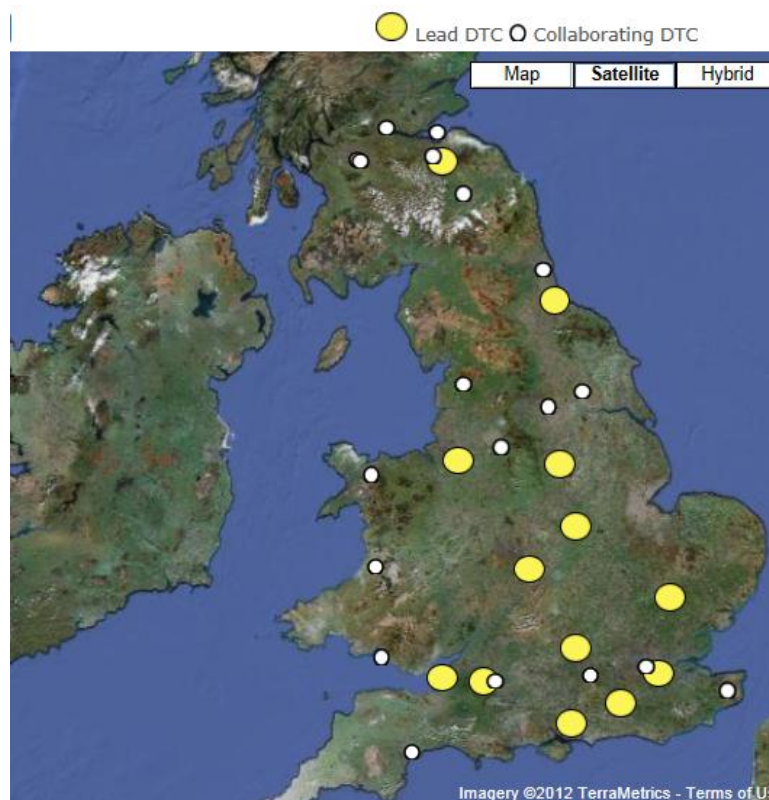 Lead DTC Collaborating DTC
Map Satellite Hybrid
Imagery ©2012 TerraMetrics - Terms of U